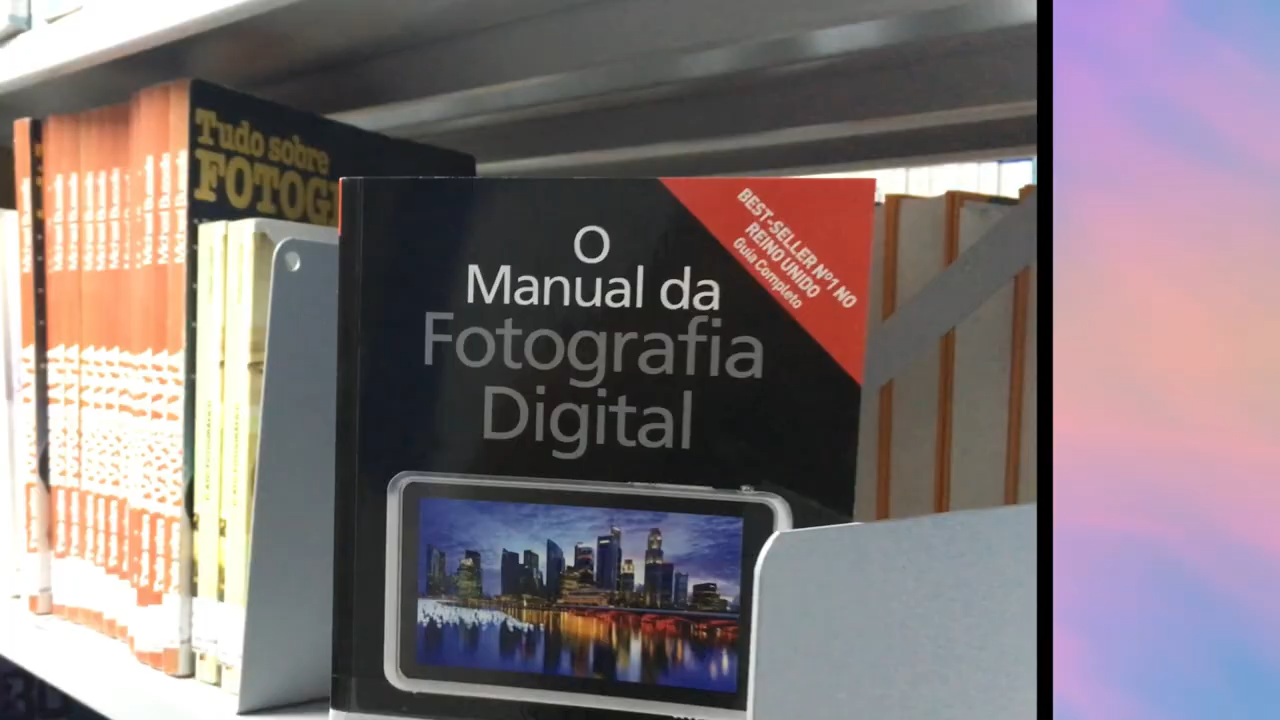 Tudo sobre
FOTOG
O
Manual da
Fotografia
Digital
BEST-SELLER Nº1 NO
REINO UNIDO
Guia Completo